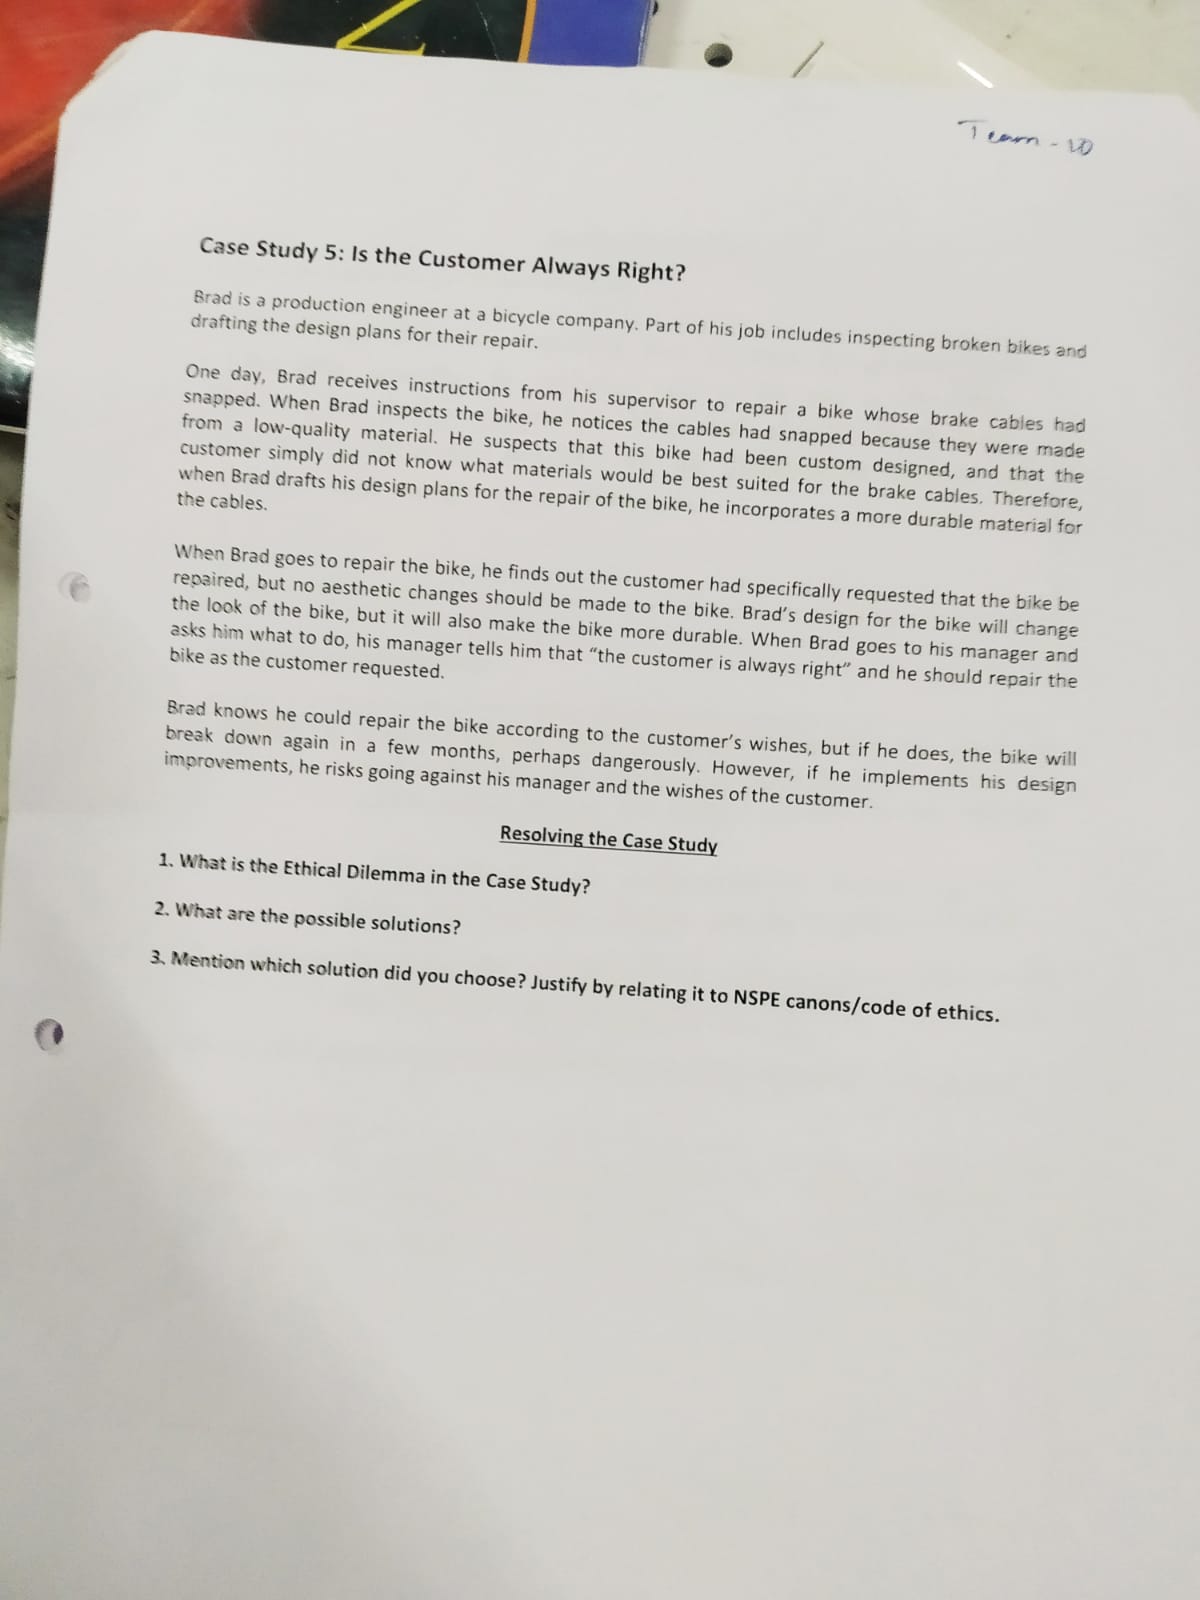 Team - 10
Case Study 5: Is the Customer Always Right?
Brad is a production engineer at a bicycle company. Part of his job includes inspecting broken bikes and
drafting the design plans for their repair.
One day, Brad receives instructions from his supervisor to repair a bike whose brake cables had
snapped. When Brad inspects the bike, he notices the cables had snapped because they were made
from a low-quality material. He suspects that this bike had been custom designed, and that the
customer simply did not know what materials would be best suited for the brake cables. Therefore,
when Brad drafts his design plans for the repair of the bike, he incorporates a more durable material for
the cables.
When Brad goes to repair the bike, he finds out the customer had specifically requested that the bike be
repaired, but no aesthetic changes should be made to the bike. Brad's design for the bike will change
the look of the bike, but it will also make the bike more durable. When Brad goes to his manager and
asks him what to do, his manager tells him that "the customer is always right" and he should repair the
bike as the customer requested.
Brad knows he could repair the bike according to the customer's wishes, but if he does, the bike will
break down again in a few months, perhaps dangerously. However, if he implements his design
improvements, he risks going against his manager and the wishes of the customer.
Resolving the Case Study
1. What is the Ethical Dilemma in the Case Study?
2. What are the possible solutions?
3. Mention which solution did you choose? Justify by relating it to NSPE canons/code of ethics.